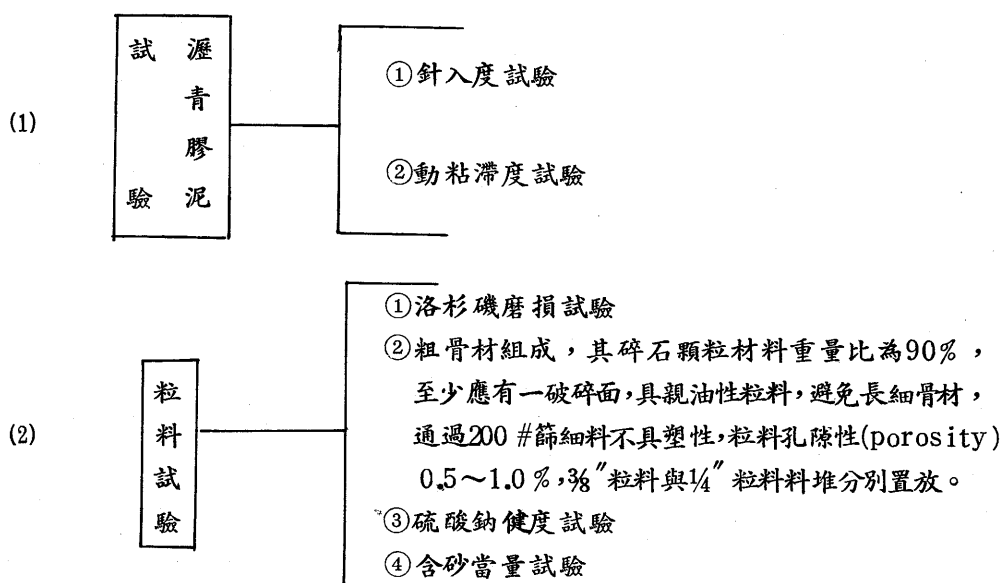 (1)
瀝青膠泥
試驗
①針入度試驗
②動粘滯度試驗
(2)
粒料試驗
①洛杉磯磨損試驗
②粗骨材組成，其碎石顆粒材料重量比為90%，
至少應有一破碎面，具親油性粒料，避免長細骨材，
通過200 #篩細料不具塑性，粒料孔隙性(porosity)
0.5～1.0 %，⅜″粒料與¼″粒料料堆分別置放。
③硫酸鈉健度試驗
④含砂當量試驗